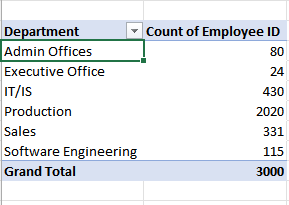 Department Count of Employee ID
Admin Offices 80
Executive Office 24
IT/IS 430
Production 2020
Sales 331
Software Engineering 115
Grand Total 3000